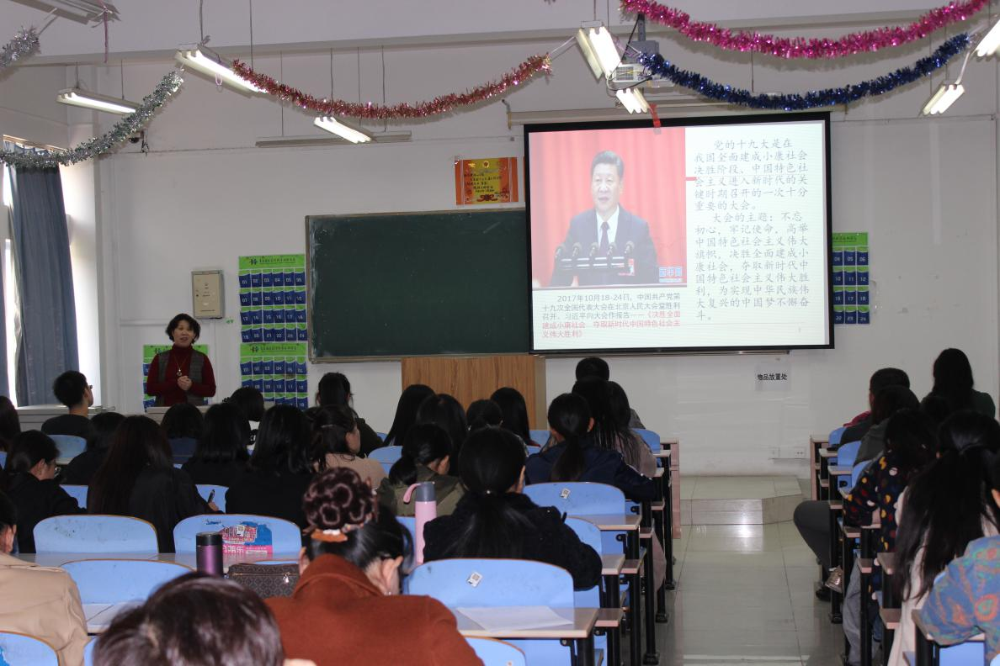 党的十九大是在
我国全面建成小康社会
决胜阶段、中国特色社
会主义进入新时代的关
键时期召开的一次十分
重要的大会。
大会的主题：不忘
初心，牢记使命，高举
中国特色社会主义伟大
旗帜，决胜全面建成小
康社会，夺取新时代中
国特色社会主义伟大胜
利，为实现中华民族伟
大复兴的中国梦不懈奋
斗。
新华网
2017年10月18-24日，中国共产党第
十九次全国代表大会在北京人民大会堂胜利
召开。习近平向大会作报告——《决胜全面
建成小康社会 夺取新时代中国特色社会主
义伟大胜利》
物品放置处